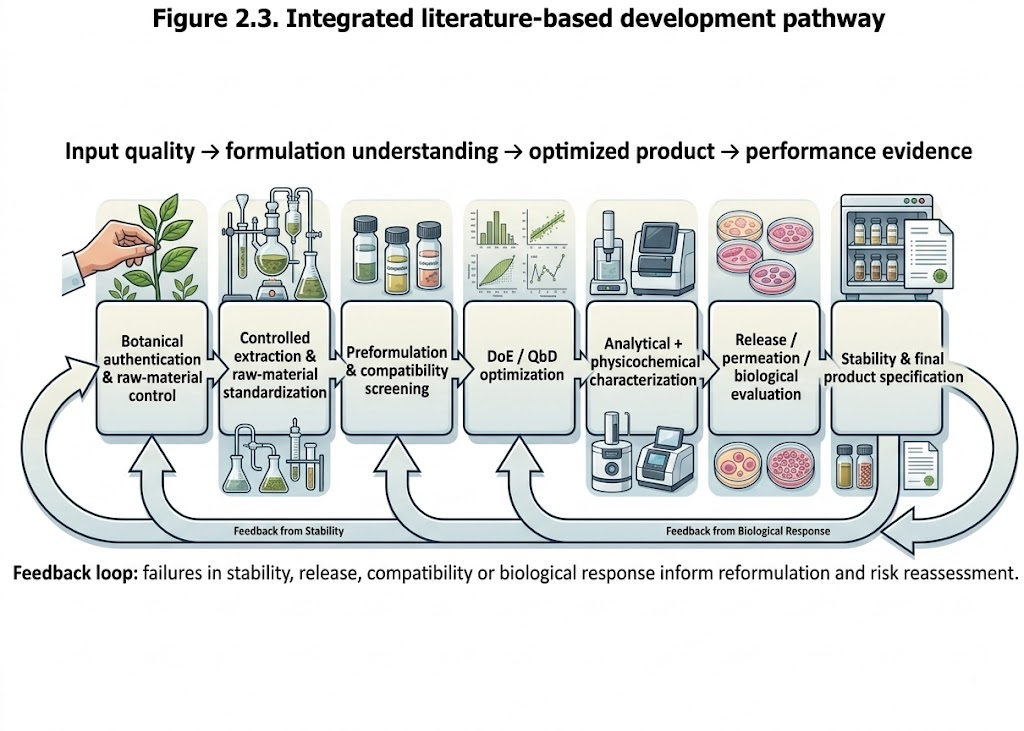 Figure 2.3. Integrated literature-based development pathway
Input quality → formulation understanding → optimized product → performance evidence
Botanical
authentication
& raw-material
control
Controlled
extraction &
raw-material
standardization
Preformulation
& compatibility
screening
DoE / QbD
optimization
Analytical +
physicochemical
characterization
Release /
permeation /
biological
evaluation
Stability & final
product specification
Feedback from Stability
Feedback from Biological Response
Feedback loop: failures in stability, release, compatibility or biological response inform reformulation and risk reassessment.